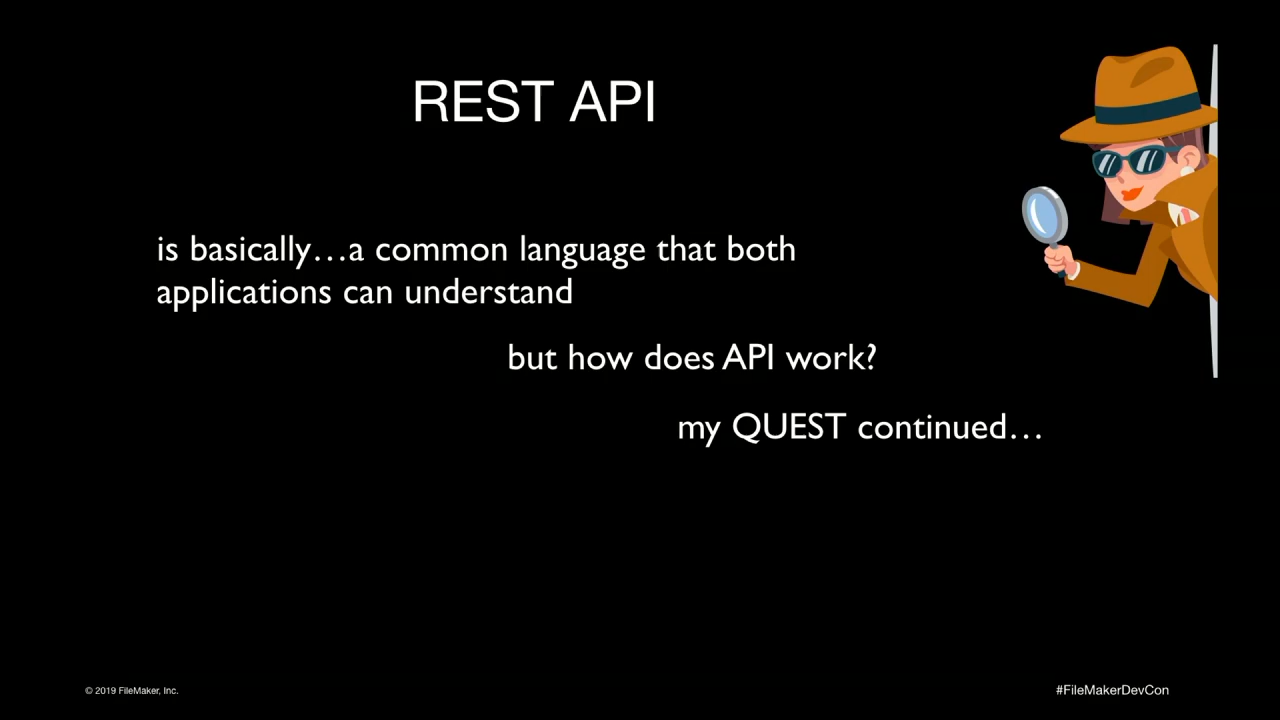 REST API
is basically…a common language that both
applications can understand
but how does API work?
my QUEST continued…
© 2019 FileMaker, Inc.
#FileMakerDevCon